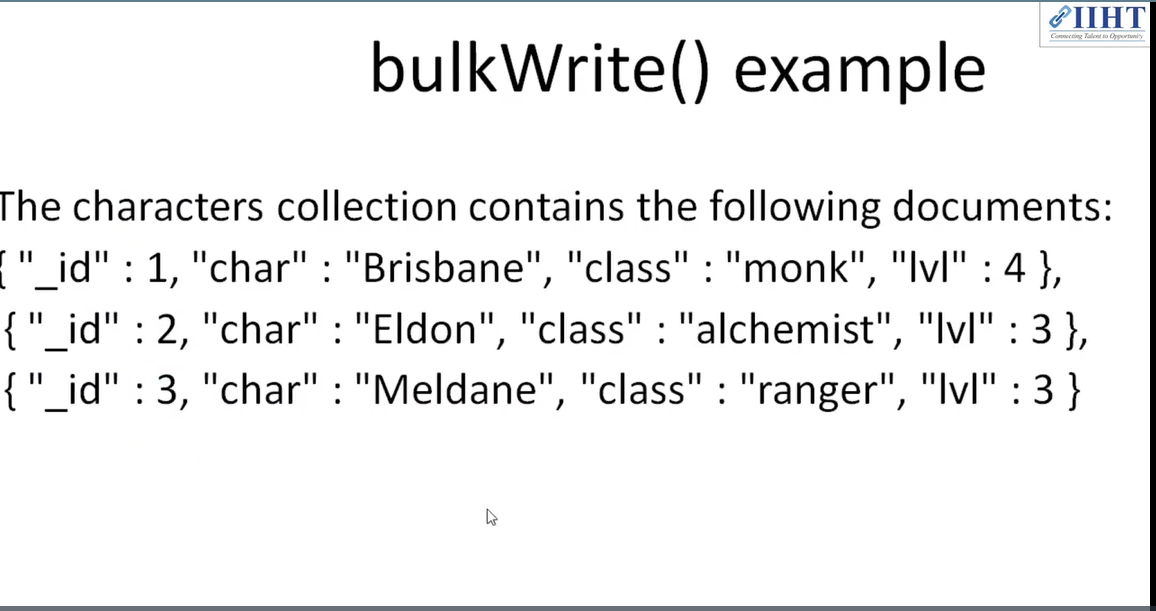 IIHT
Connecting Talent to Opportunity
bulkWrite() example
The characters collection contains the following documents:
{ "_id" : 1, "char" : "Brisbane", "class" : "monk", "lvl" : 4 },
{ "_id" : 2, "char" : "Eldon", "class" : "alchemist", "lvl" : 3 },
{ "_id" : 3, "char" : "Meldane", "class" : "ranger", "lvl" : 3 }